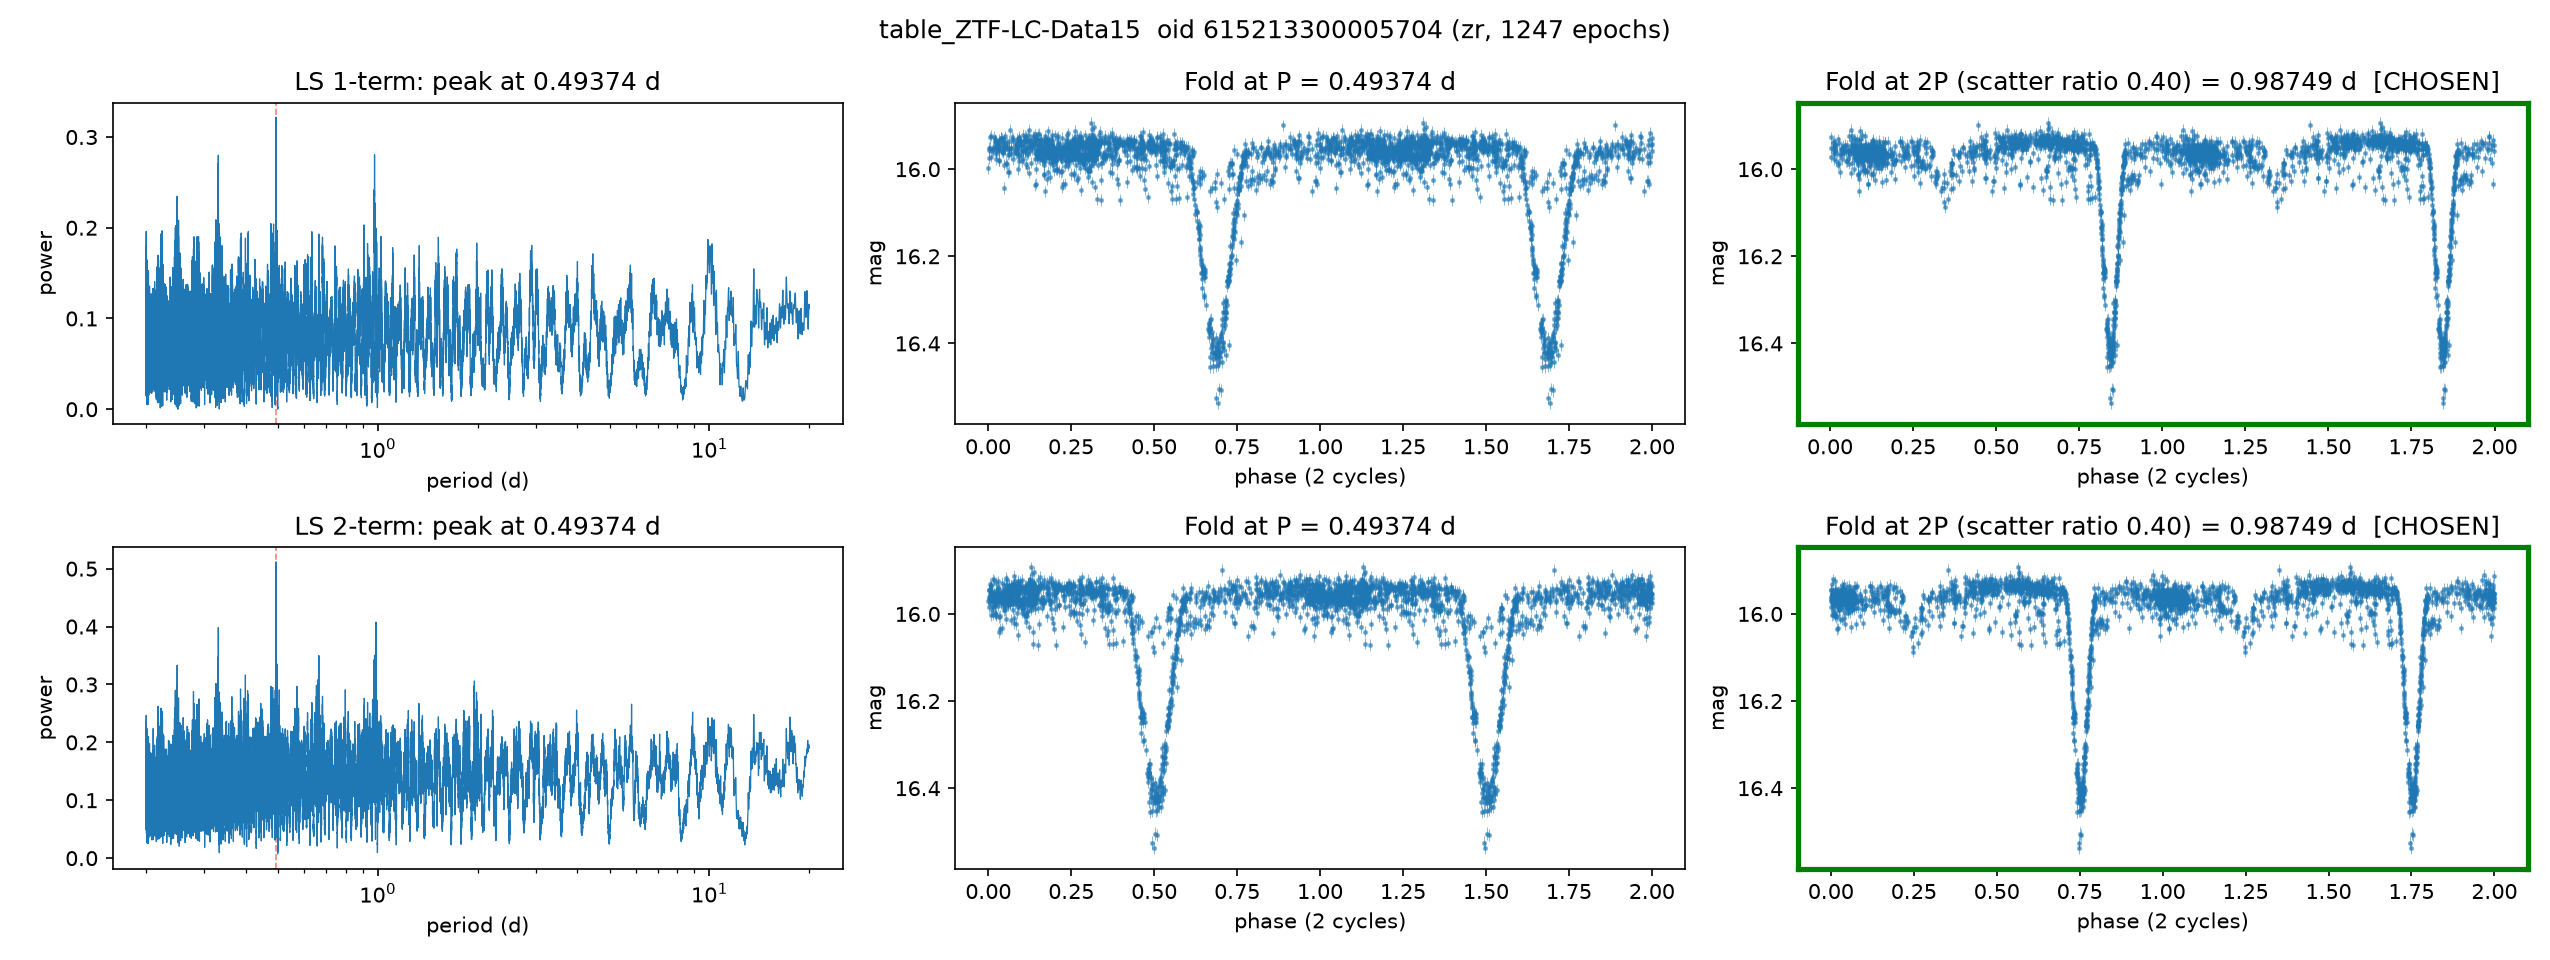 table_ZTF-LC-Data15  oid 615213300005704 (zr, 1247 epochs)
LS 1-term: peak at 0.49374 d
power
0.3
0.2
0.1
0.0
10^0
10^1
period (d)
Fold at P = 0.49374 d
mag
16.0
16.2
16.4
0.00 0.25 0.50 0.75 1.00 1.25 1.50 1.75 2.00
phase (2 cycles)
Fold at 2P (scatter ratio 0.40) = 0.98749 d  [CHOSEN]
mag
16.0
16.2
16.4
0.00 0.25 0.50 0.75 1.00 1.25 1.50 1.75 2.00
phase (2 cycles)
LS 2-term: peak at 0.49374 d
power
0.5
0.4
0.3
0.2
0.1
0.0
10^0
10^1
period (d)
Fold at P = 0.49374 d
mag
16.0
16.2
16.4
0.00 0.25 0.50 0.75 1.00 1.25 1.50 1.75 2.00
phase (2 cycles)
Fold at 2P (scatter ratio 0.40) = 0.98749 d  [CHOSEN]
mag
16.0
16.2
16.4
0.00 0.25 0.50 0.75 1.00 1.25 1.50 1.75 2.00
phase (2 cycles)